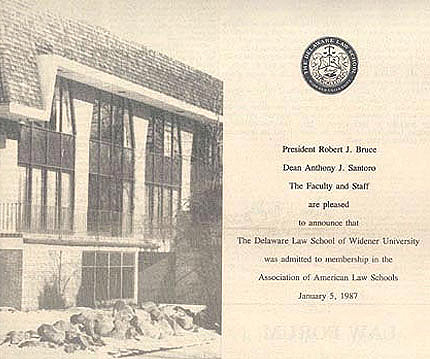 THE DELAWARE LAW SCHOOL
President Robert J. Bruce
Dean Anthony J. Santoro
The Faculty and Staff
are pleased
to announce that
The Delaware Law School of Widener University
was admitted to membership in the
Association of American Law Schools
January 5, 1987